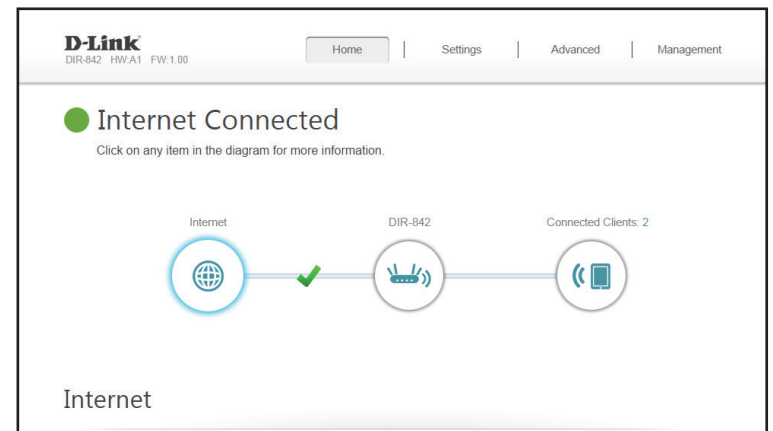 D-Link
DIR-842 HW:A1 FW:1.00
Home | Settings | Advanced | Management
Internet Connected
Click on any item in the diagram for more information.
Internet DIR-842 Connected Clients: 2
Internet